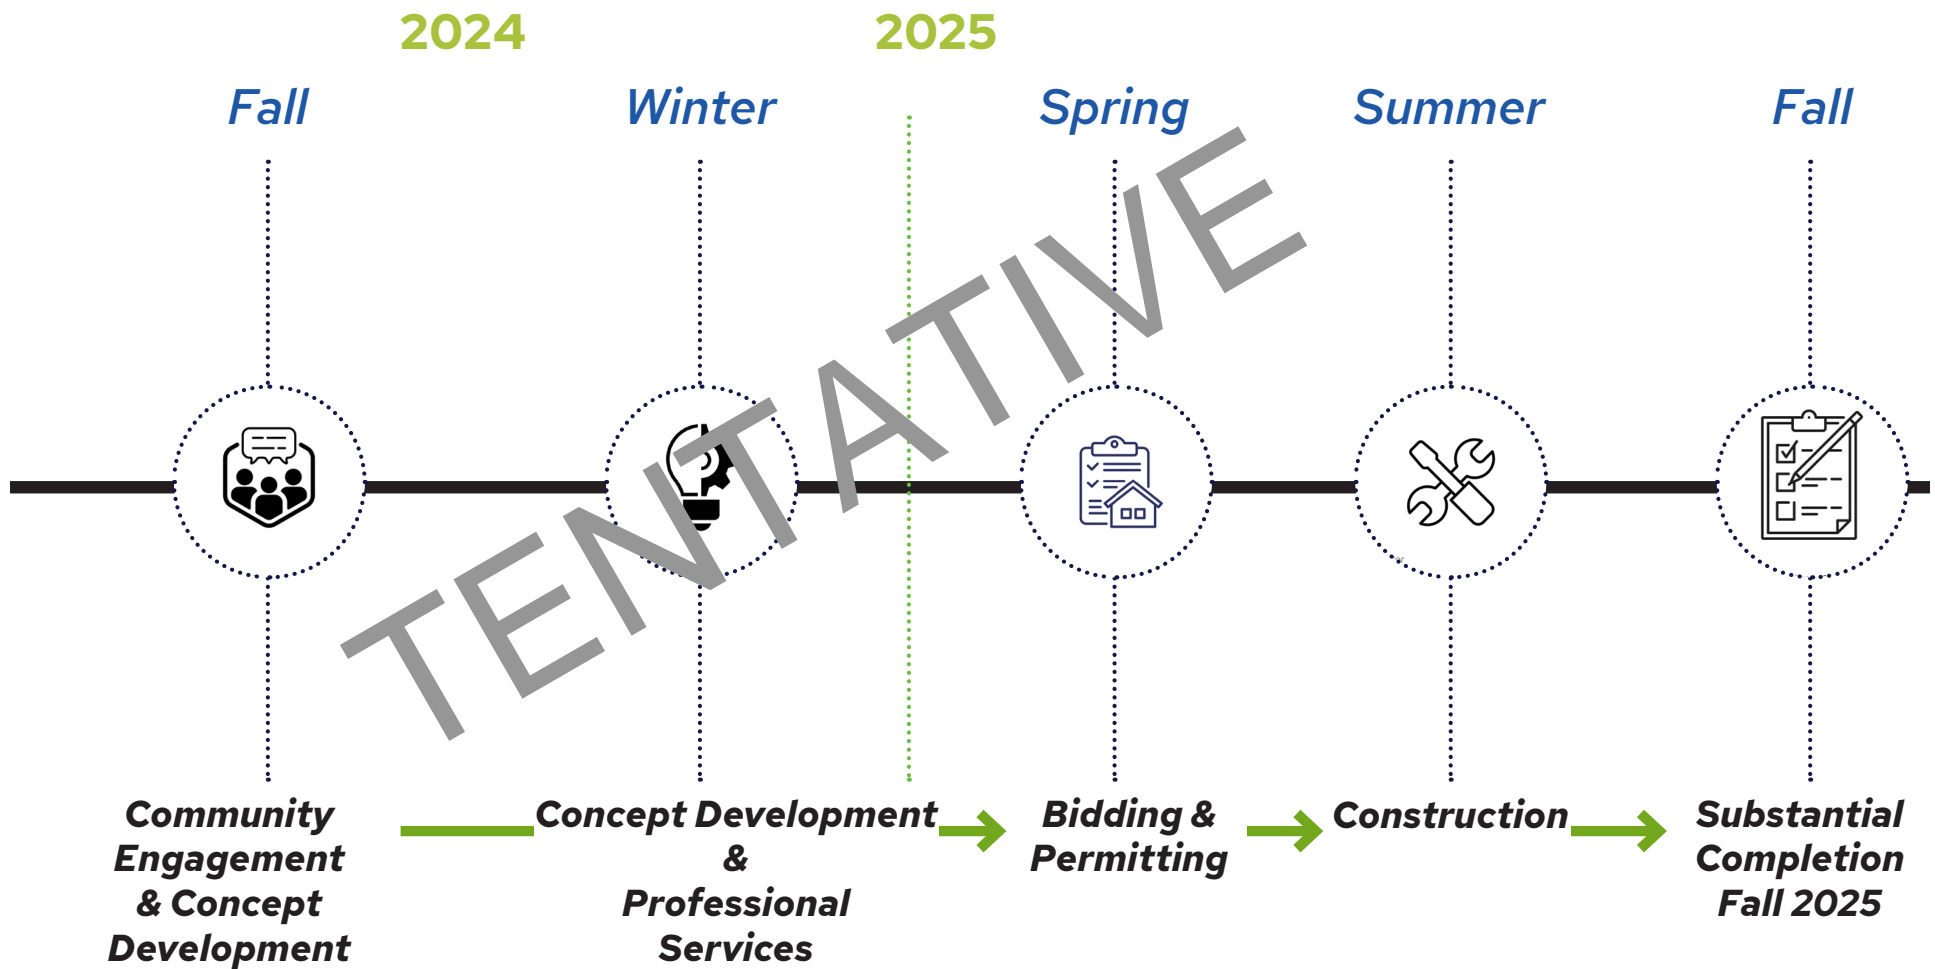 2024
2025
Fall
Winter
Spring
Summer
Fall
TENTATIVE
Community
Engagement
& Concept
Development
Concept Development
&
Professional
Services
Bidding &
Permitting
Construction
Substantial
Completion
Fall 2025